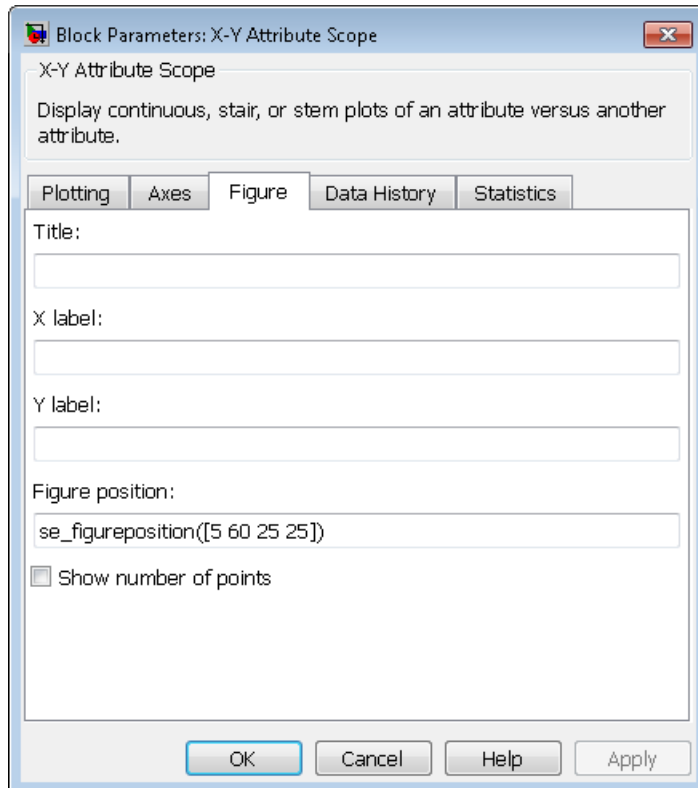 Block Parameters: X-Y Attribute Scope
X-Y Attribute Scope
Display continuous, stair, or stem plots of an attribute versus another
attribute.
Plotting Axes Figure Data History Statistics
Title:
X label:
Y label:
Figure position:
se_figureposition([5 60 25 25])
Show number of points
OK Cancel Help Apply